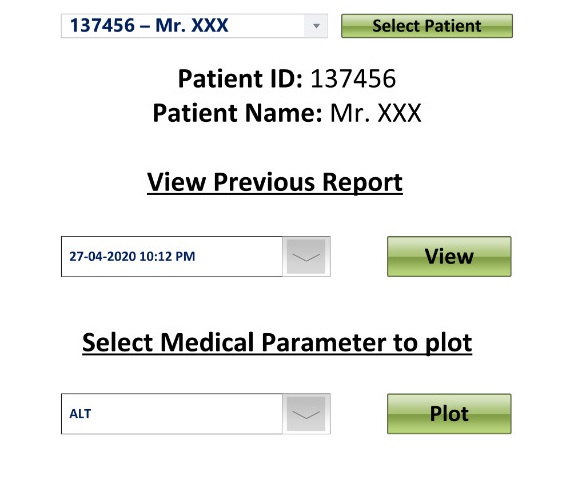 137456 – Mr. XXX
Select Patient
Patient ID: 137456
Patient Name: Mr. XXX
View Previous Report
27-04-2020 10:12 PM
View
Select Medical Parameter to plot
ALT
Plot